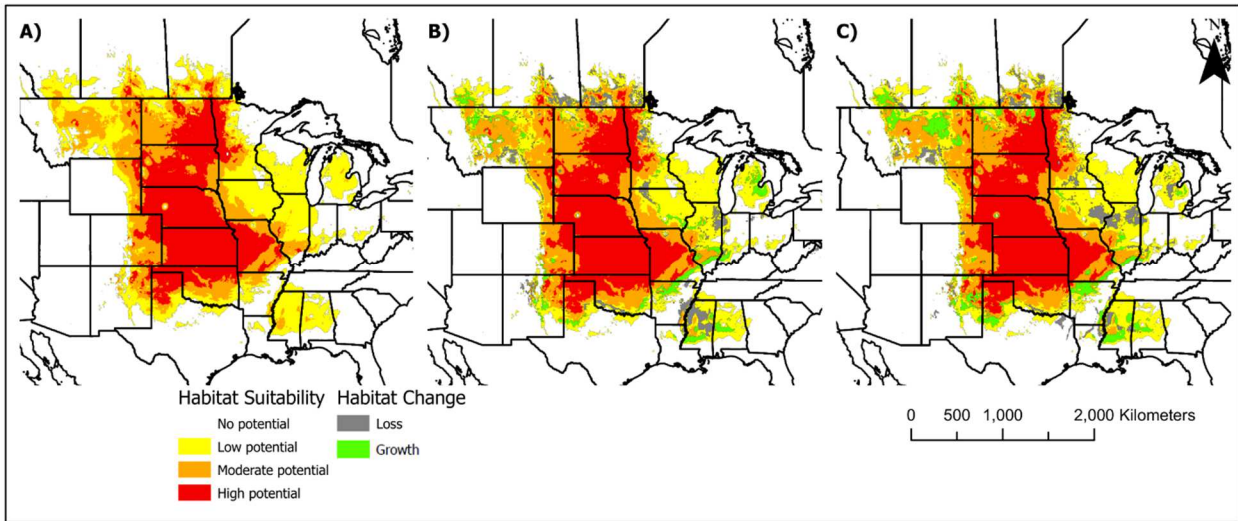 A)
B)
C)
N
Habitat Suitability
Habitat Change
No potential
Loss
Low potential
Growth
Moderate potential
High potential
0 500 1,000 2,000 Kilometers